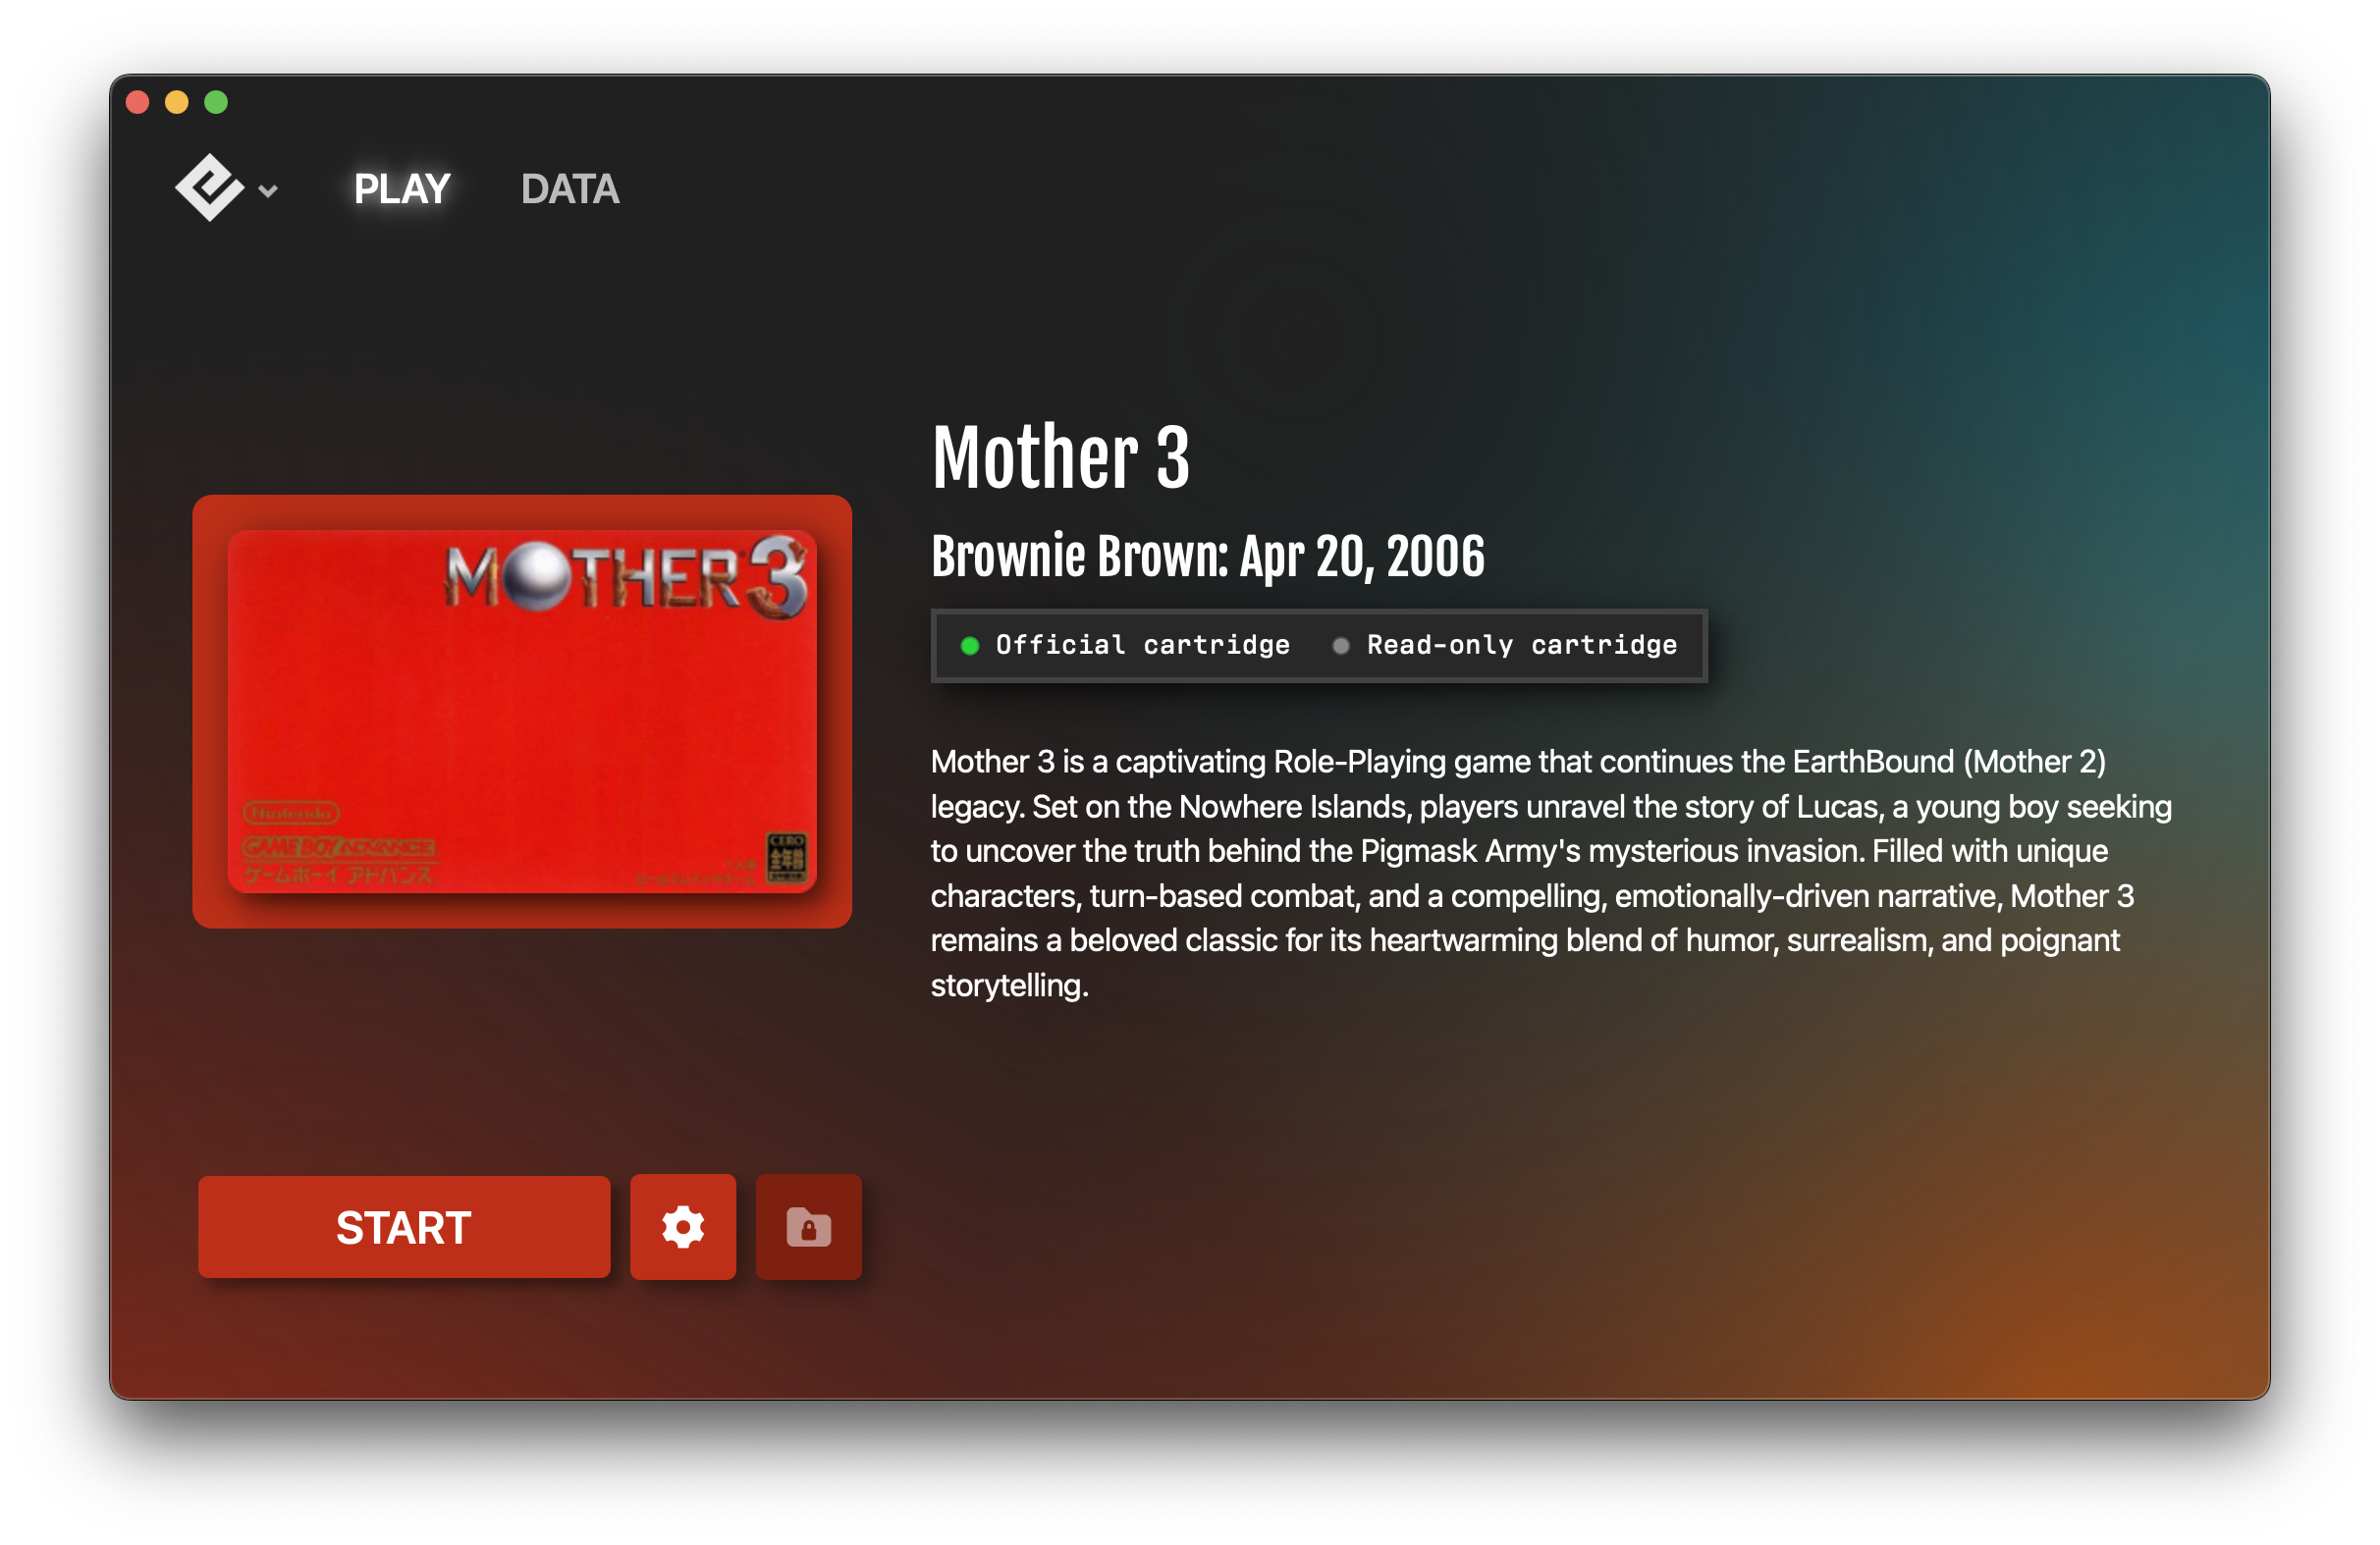 PLAY DATA
Mother 3
Brownie Brown: Apr 20, 2006
Official cartridge Read-only cartridge
Mother 3 is a captivating Role-Playing game that continues the EarthBound (Mother 2)
legacy. Set on the Nowhere Islands, players unravel the story of Lucas, a young boy seeking
to uncover the truth behind the Pigmask Army's mysterious invasion. Filled with unique
characters, turn-based combat, and a compelling, emotionally-driven narrative, Mother 3
remains a beloved classic for its heartwarming blend of humor, surrealism, and poignant
storytelling.
MOTHER 3
Nintendo
GAME BOY ADVANCE
ゲームボーイ アドバンス
CERO
全年齢
START